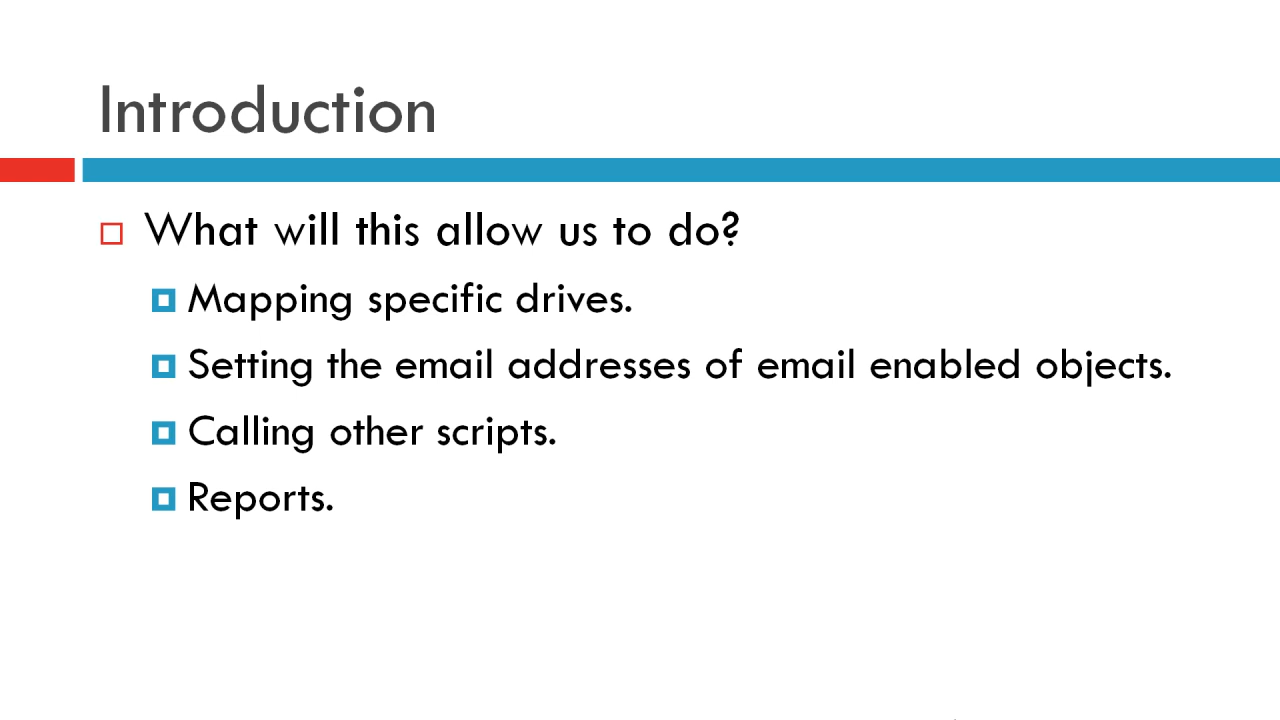 Introduction
What will this allow us to do?
Mapping specific drives.
Setting the email addresses of email enabled objects.
Calling other scripts.
Reports.